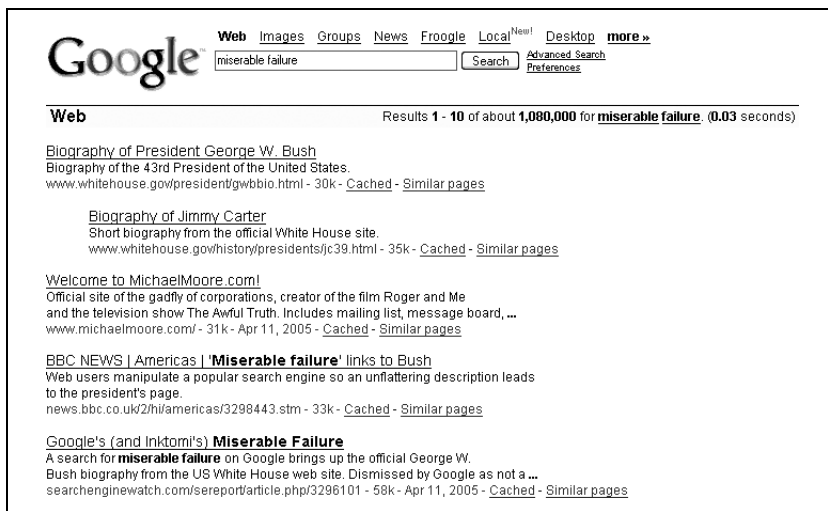 Web Images Groups News Froogle Local New! Desktop more »
Google™
miserable failure Search Advanced Search
Preferences
Web Results 1 - 10 of about 1,080,000 for miserable failure. (0.03 seconds)
Biography of President George W. Bush
Biography of the 43rd President of the United States.
www.whitehouse.gov/president/gwbbio.html - 30k - Cached - Similar pages
Biography of Jimmy Carter
Short biography from the official White House site.
www.whitehouse.gov/history/presidents/jc39.html - 35k - Cached - Similar pages
Welcome to MichaelMoore.com!
Official site of the gadfly of corporations, creator of the film Roger and Me
and the television show The Awful Truth. Includes mailing list, message board, ...
www.michaelmoore.com/ - 31k - Apr 11, 2005 - Cached - Similar pages
BBC NEWS | Americas | 'Miserable failure' links to Bush
Web users manipulate a popular search engine so an unflattering description leads
to the president's page.
news.bbc.co.uk/2/hi/americas/3298443.stm - 33k - Cached - Similar pages
Google's (and Inktomi's) Miserable Failure
A search for miserable failure on Google brings up the official George W.
Bush biography from the US White House web site. Dismissed by Google as not a ...
searchenginewatch.com/sereport/article.php/3296101 - 58k - Apr 11, 2005 - Cached - Similar pages